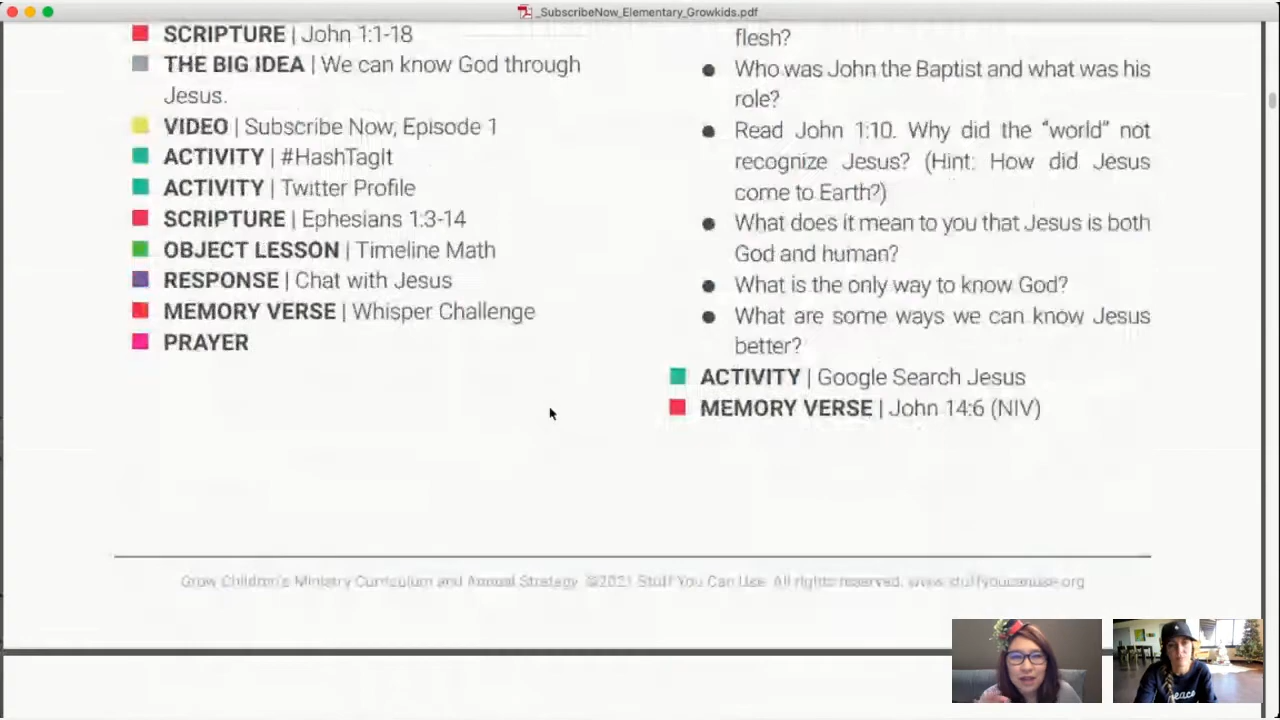 _SubscribeNow_Elementary_Growkids.pdf
SCRIPTURE | John 1:1-18
THE BIG IDEA | We can know God through
Jesus.
VIDEO | Subscribe Now, Episode 1
ACTIVITY | #HashTagIt
ACTIVITY | Twitter Profile
SCRIPTURE | Ephesians 1:3-14
OBJECT LESSON | Timeline Math
RESPONSE | Chat with Jesus
MEMORY VERSE | Whisper Challenge
PRAYER
flesh?
● Who was John the Baptist and what was his
role?
● Read John 1:10. Why did the “world” not
recognize Jesus? (Hint: How did Jesus
come to Earth?)
● What does it mean to you that Jesus is both
God and human?
● What is the only way to know God?
● What are some ways we can know Jesus
better?
ACTIVITY | Google Search Jesus
MEMORY VERSE | John 14:6 (NIV)
Grow Children's Ministry Curriculum and Annual Strategy. ©2021 Stuff You Can Use. All rights reserved. www.stuffyoucanuse.org
peace